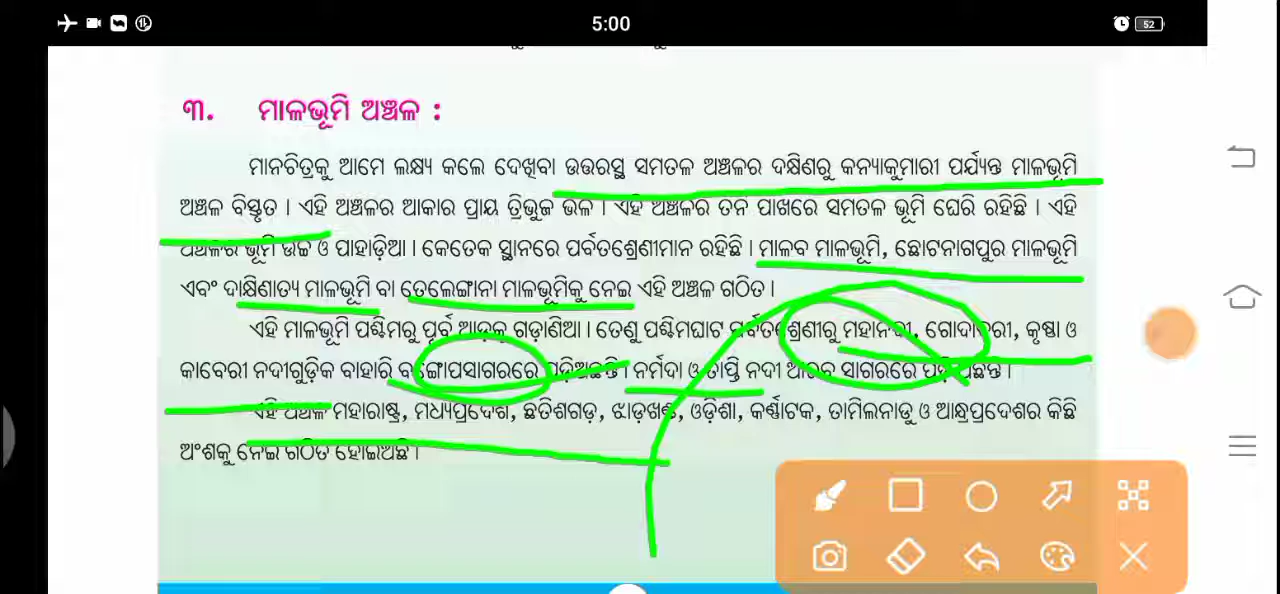 5:00
52
୩. ମାଳଭୂମି ଅଞ୍ଚଳ :
ମାନଚିତ୍ରକୁ ଆମେ ଲକ୍ଷ୍ୟ କଲେ ଦେଖିବା ଉତ୍ତରସ୍ଥ ସମତଳ ଅଞ୍ଚଳର ଦକ୍ଷିଣରୁ କନ୍ୟାକୁମାରୀ ପର୍ଯ୍ୟନ୍ତ ମାଳଭୂମି
ଅଞ୍ଚଳ ବିସ୍ତୃତ । ଏହି ଅଞ୍ଚଳର ଆକାର ପ୍ରାୟ ତ୍ରିଭୁଜ ଭଳି । ଏହି ଅଞ୍ଚଳର ତିନି ପାଖରେ ସମତଳ ଭୂମି ଘେରି ରହିଛି । ଏହି
ଅଞ୍ଚଳର ଭୂମି ଉଚ୍ଚ ଓ ପାହାଡ଼ିଆ । କେତେକ ସ୍ଥାନରେ ପର୍ବତଶ୍ରେଣୀମାନ ରହିଛି । ମାଳବ ମାଳଭୂମି, ଛୋଟନାଗପୁର ମାଳଭୂମି
ଏବଂ ଦାକ୍ଷିଣାତ୍ୟ ମାଳଭୂମି ବା ତେଲେଙ୍ଗାନା ମାଳଭୂମିକୁ ନେଇ ଏହି ଅଞ୍ଚଳ ଗଠିତ ।
ଏହି ମାଳଭୂମି ପଶ୍ଚିମରୁ ପୂର୍ବ ଆଡ଼କୁ ଗଡ଼ାଣିଆ । ତେଣୁ ପଶ୍ଚିମଘାଟ ପର୍ବତଶ୍ରେଣୀରୁ ମହାନଦୀ, ଗୋଦାବରୀ, କୃଷ୍ଣା ଓ
କାବେରୀ ନଦୀଗୁଡ଼ିକ ବାହାରି ବଙ୍ଗୋପସାଗରରେ ପଡ଼ିଅଛନ୍ତି । ନର୍ମଦା ଓ ତାପ୍ତି ନଦୀ ଆରବ ସାଗରରେ ପଡ଼ିଅଛନ୍ତି ।
ଏହି ଅଞ୍ଚଳ ମହାରାଷ୍ଟ୍ର, ମଧ୍ୟପ୍ରଦେଶ, ଛତିଶଗଡ଼, ଝାଡ଼ଖଣ୍ଡ, ଓଡ଼ିଶା, କର୍ଣ୍ଣାଟକ, ତାମିଲନାଡୁ ଓ ଆନ୍ଧ୍ରପ୍ରଦେଶର କିଛି
ଅଂଶକୁ ନେଇ ଗଠିତ ହୋଇଅଛି ।